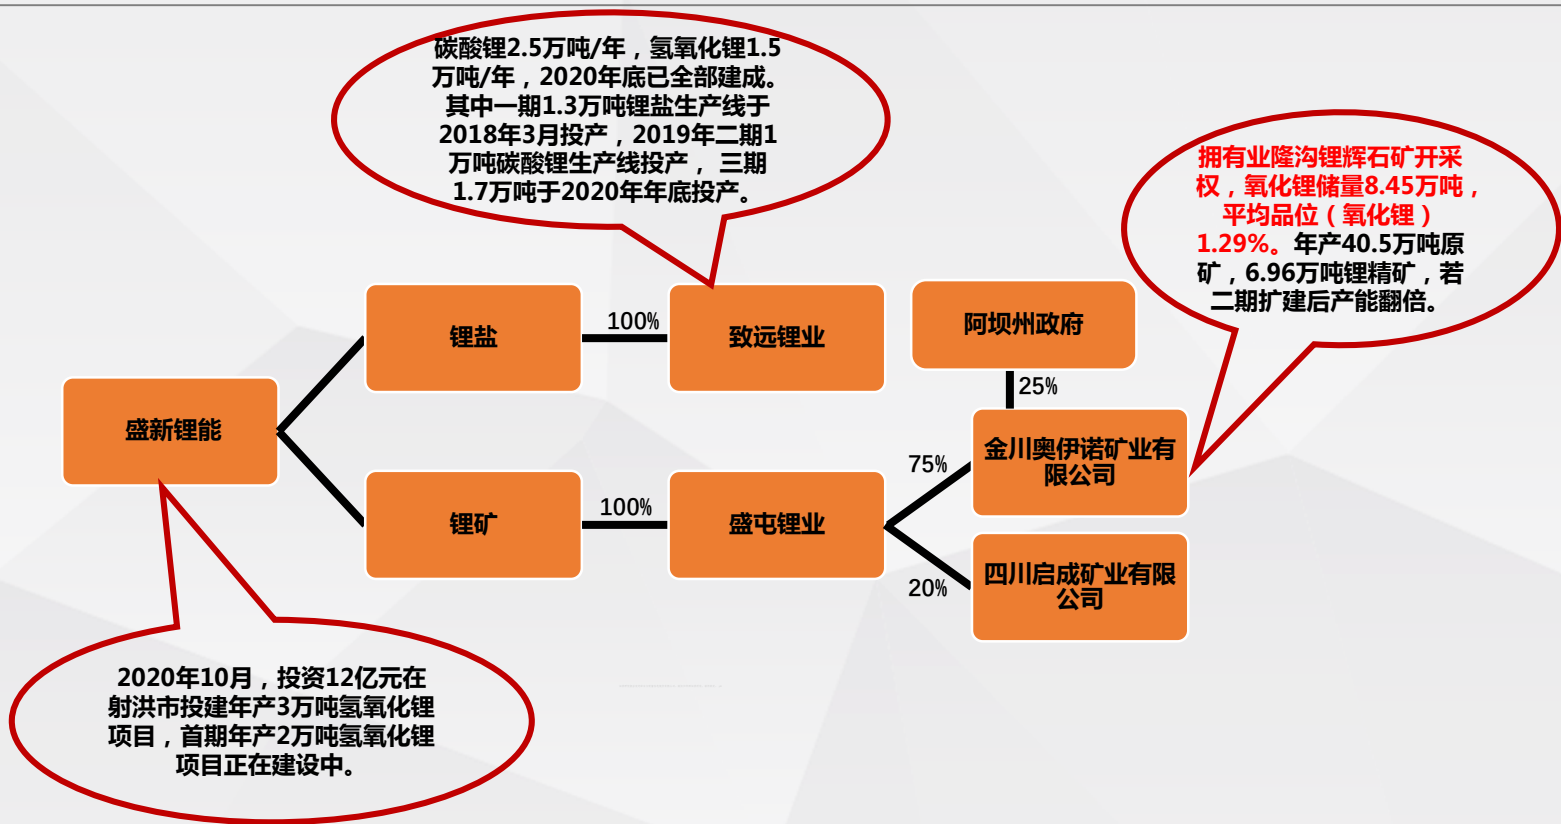 碳酸锂2.5万吨/年，氢氧化锂1.5
万吨/年，2020年底已全部建成。
其中一期1.3万吨锂盐生产线于
2018年3月投产，2019年二期1
万吨碳酸锂生产线投产， 三期
1.7万吨于2020年年底投产。
拥有业隆沟锂辉石矿开采
权，氧化锂储量8.45万吨，
平均品位（氧化锂）
1.29%。年产40.5万吨原
矿，6.96万吨锂精矿，若
二期扩建后产能翻倍。
锂盐
100%
致远锂业
阿坝州政府
25%
盛新锂能
75%
金川奥伊诺矿业有
限公司
锂矿
100%
盛屯锂业
20%
四川启成矿业有限
公司
2020年10月，投资12亿元在
射洪市投建年产3万吨氢氧化锂
项目，首期年产2万吨氢氧化锂
项目正在建设中。